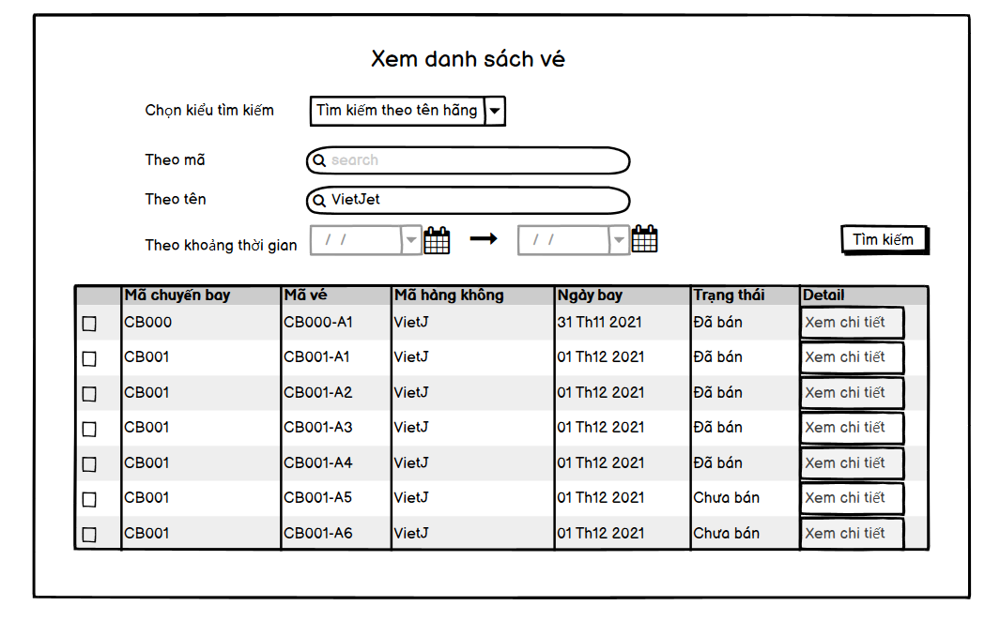 Xem danh sách vé
Chọn kiểu tìm kiếm Tìm kiếm theo tên hãng
Theo mã search
Theo tên VietJet
Theo khoảng thời gian / / / / Tìm kiếm
Mã chuyến bay Mã vé Mã hàng không Ngày bay Trạng thái Detail
CB000 CB000-A1 VietJ 31 Th11 2021 Đã bán Xem chi tiết
CB001 CB001-A1 VietJ 01 Th12 2021 Đã bán Xem chi tiết
CB001 CB001-A2 VietJ 01 Th12 2021 Đã bán Xem chi tiết
CB001 CB001-A3 VietJ 01 Th12 2021 Đã bán Xem chi tiết
CB001 CB001-A4 VietJ 01 Th12 2021 Đã bán Xem chi tiết
CB001 CB001-A5 VietJ 01 Th12 2021 Chưa bán Xem chi tiết
CB001 CB001-A6 VietJ 01 Th12 2021 Chưa bán Xem chi tiết